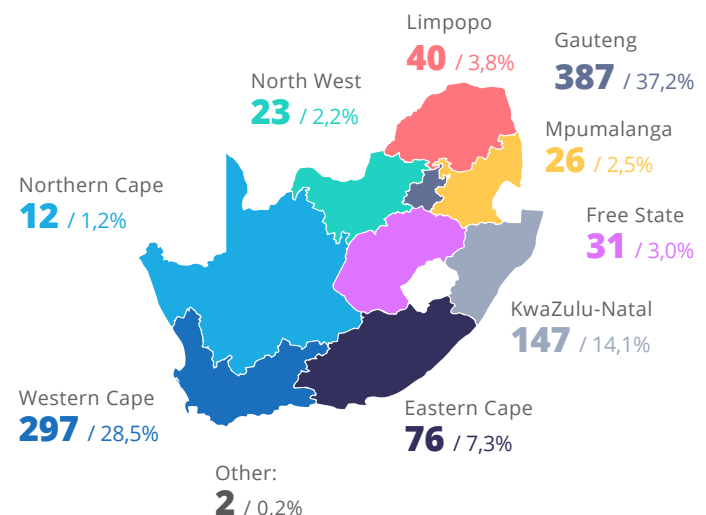 Limpopo
40 / 3,8%
Gauteng
387 / 37,2%
North West
23 / 2,2%
Mpumalanga
26 / 2,5%
Northern Cape
12 / 1,2%
Free State
31 / 3,0%
KwaZulu-Natal
147 / 14,1%
Western Cape
297 / 28,5%
Eastern Cape
76 / 7,3%
Other:
2 / 0,2%